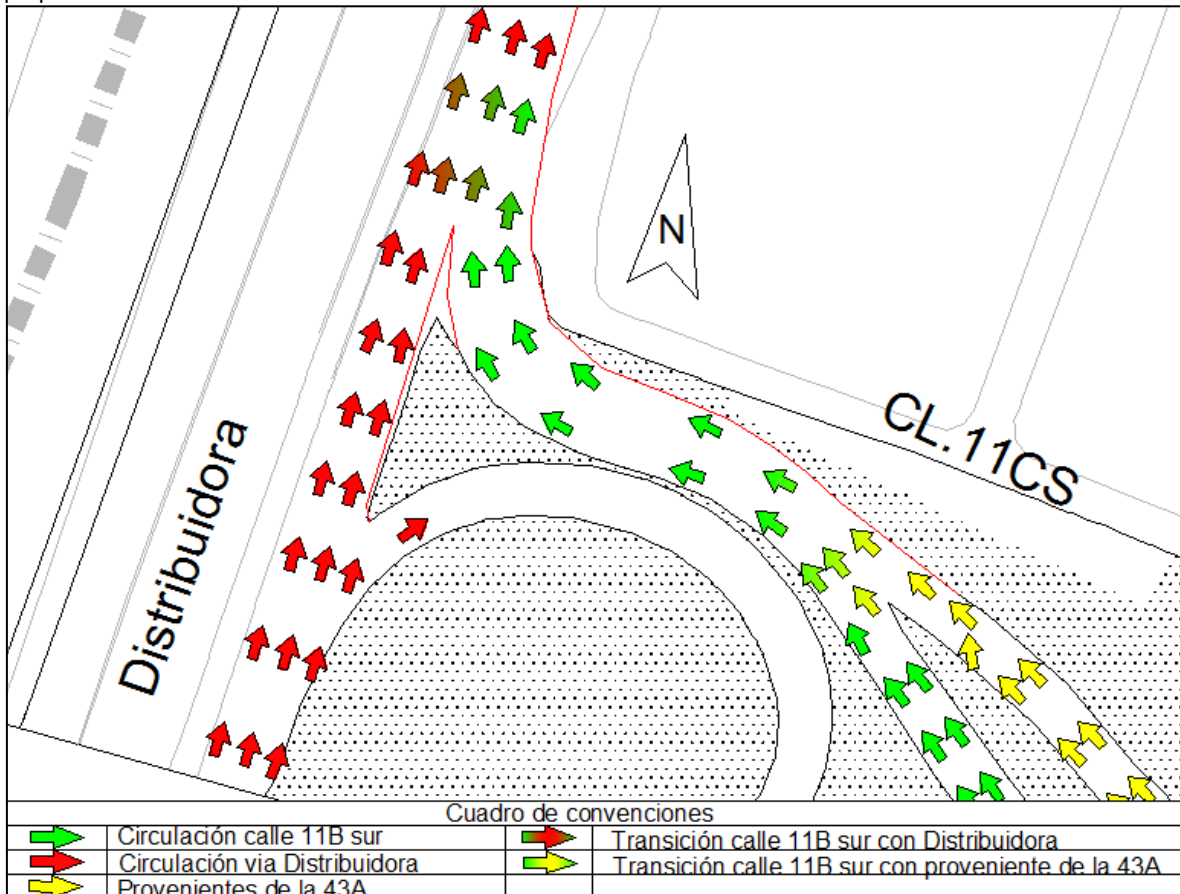 N
CL. 11CS
Distribuidora
Cuadro de convenciones
Circulación calle 11B sur
Transición calle 11B sur con Distribuidora
Circulación via Distribuidora
Transición calle 11B sur con proveniente de la 43A
Provenientes de la 43A